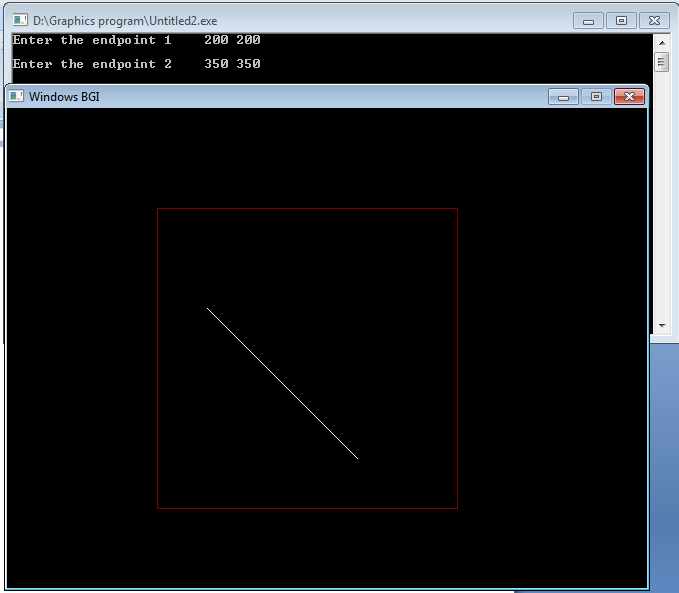 D:\Graphics program\Untitled2.exe
Enter the endpoint 1    200 200
Enter the endpoint 2    350 350
Windows BGI